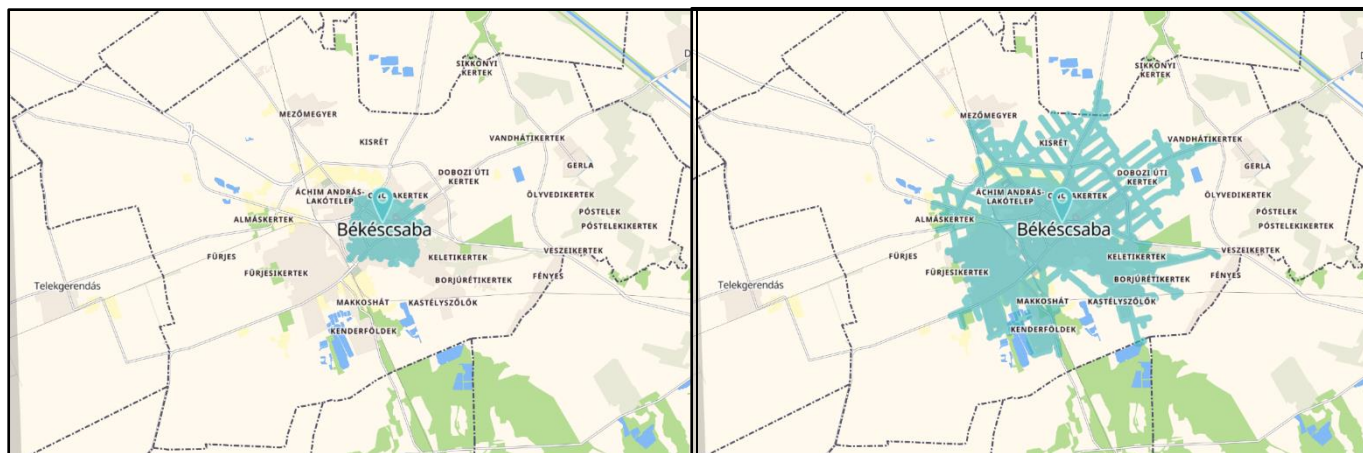 SIKKÓNYI
KERTEK
D
MEZŐMEGYER
KISRÉT
VANDHÁTIKERTEK
GERLA
DOBOZI ÚTI
KERTEK
ÁCHIM ANDRÁS-
LAKÓTELEP
ÖLYVEDIKERTEK
PÓSTELEK
PÓSTELEKIKERTEK
ALMÁSKERTEK
Békéscsaba
VESZEIKERTEK
FÜRJES
KELETIKERTEK
FÜRJESIKERTEK
BORJÚRÉTIKERTEK
FÉNYES
Telekgerendás
MAKKOSHÁT
KASTÉLYSZŐLŐK
KENDERFÖLDEK
SIKKÓNYI
KERTEK
D
MEZŐMEGYER
KISRÉT
VANDHÁTIKERTEK
GERLA
DOBOZI ÚTI
KERTEK
ÁCHIM ANDRÁS-
LAKÓTELEP
ÖLYVEDIKERTEK
PÓSTELEK
PÓSTELEKIKERTEK
ALMÁSKERTEK
Békéscsaba
VESZEIKERTEK
FÜRJES
KELETIKERTEK
FÜRJESIKERTEK
BORJÚRÉTIKERTEK
FÉNYES
Telekgerendás
MAKKOSHÁT
KASTÉLYSZŐLŐK
KENDERFÖLDEK